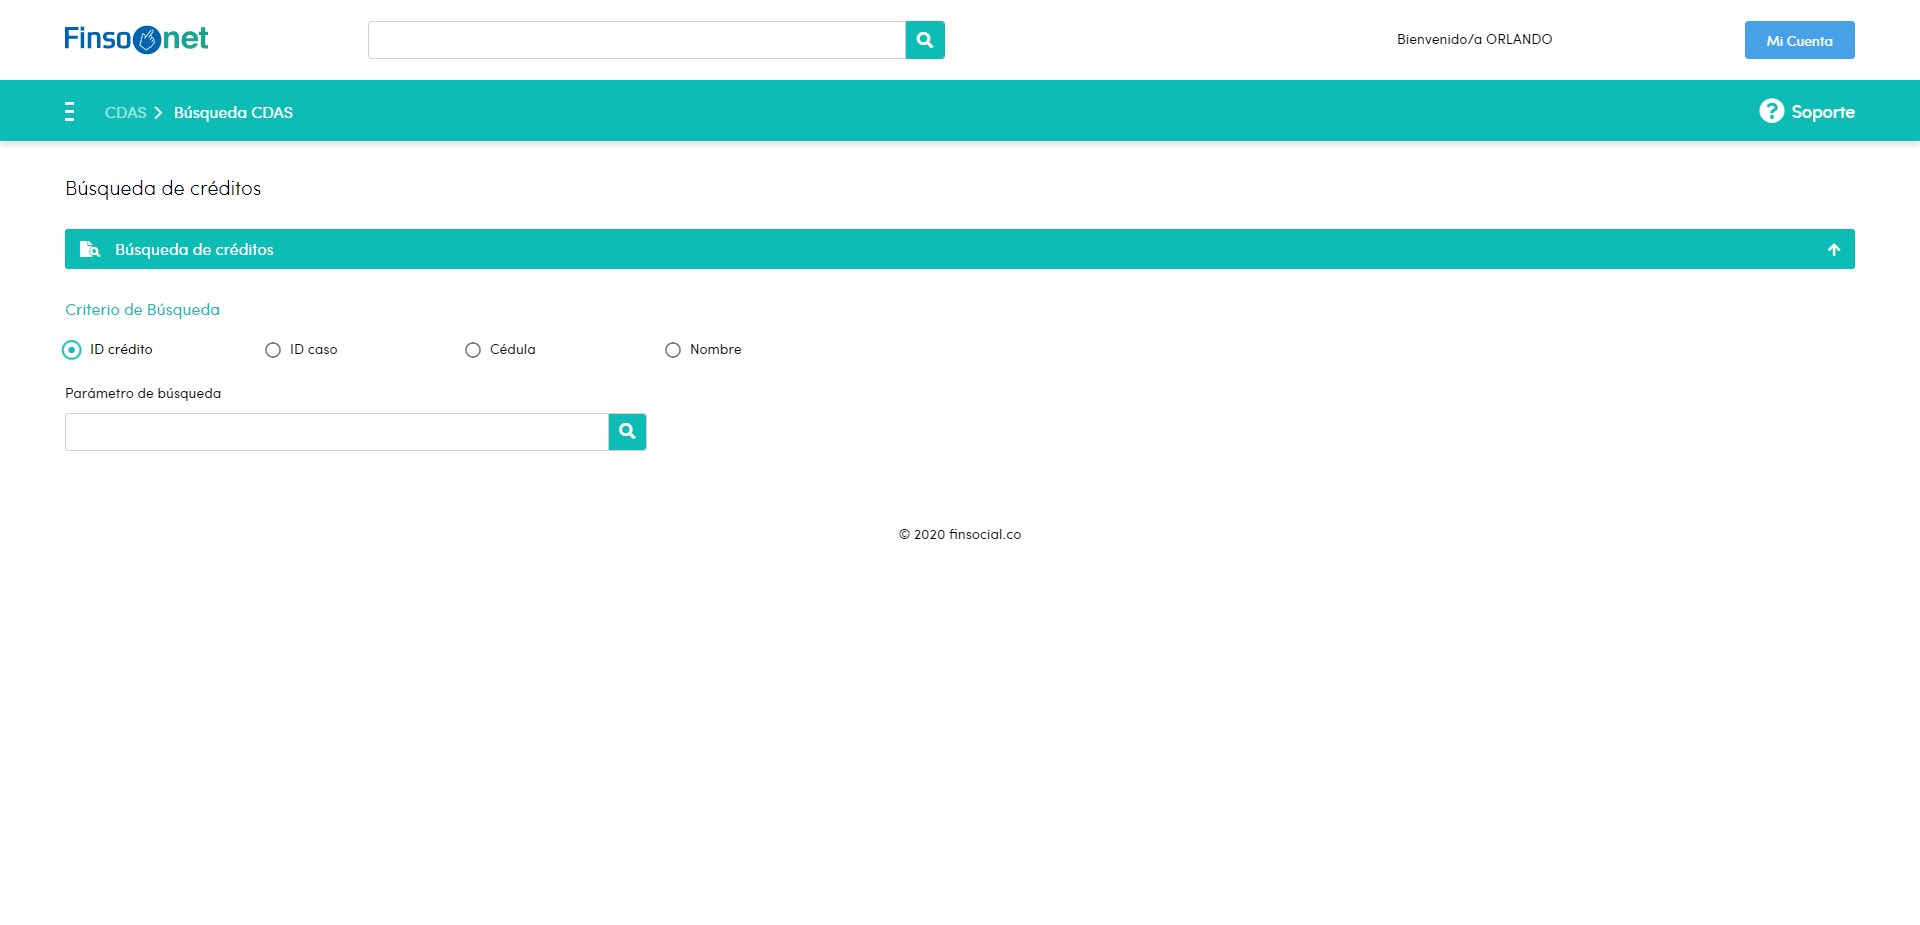 Finsonet
Bienvenido/a ORLANDO
Mi Cuenta
CDAS
Búsqueda CDAS
Soporte
Búsqueda de créditos
Búsqueda de créditos
Criterio de Búsqueda
ID crédito
ID caso
Cédula
Nombre
Parámetro de búsqueda
© 2020 finsocial.co